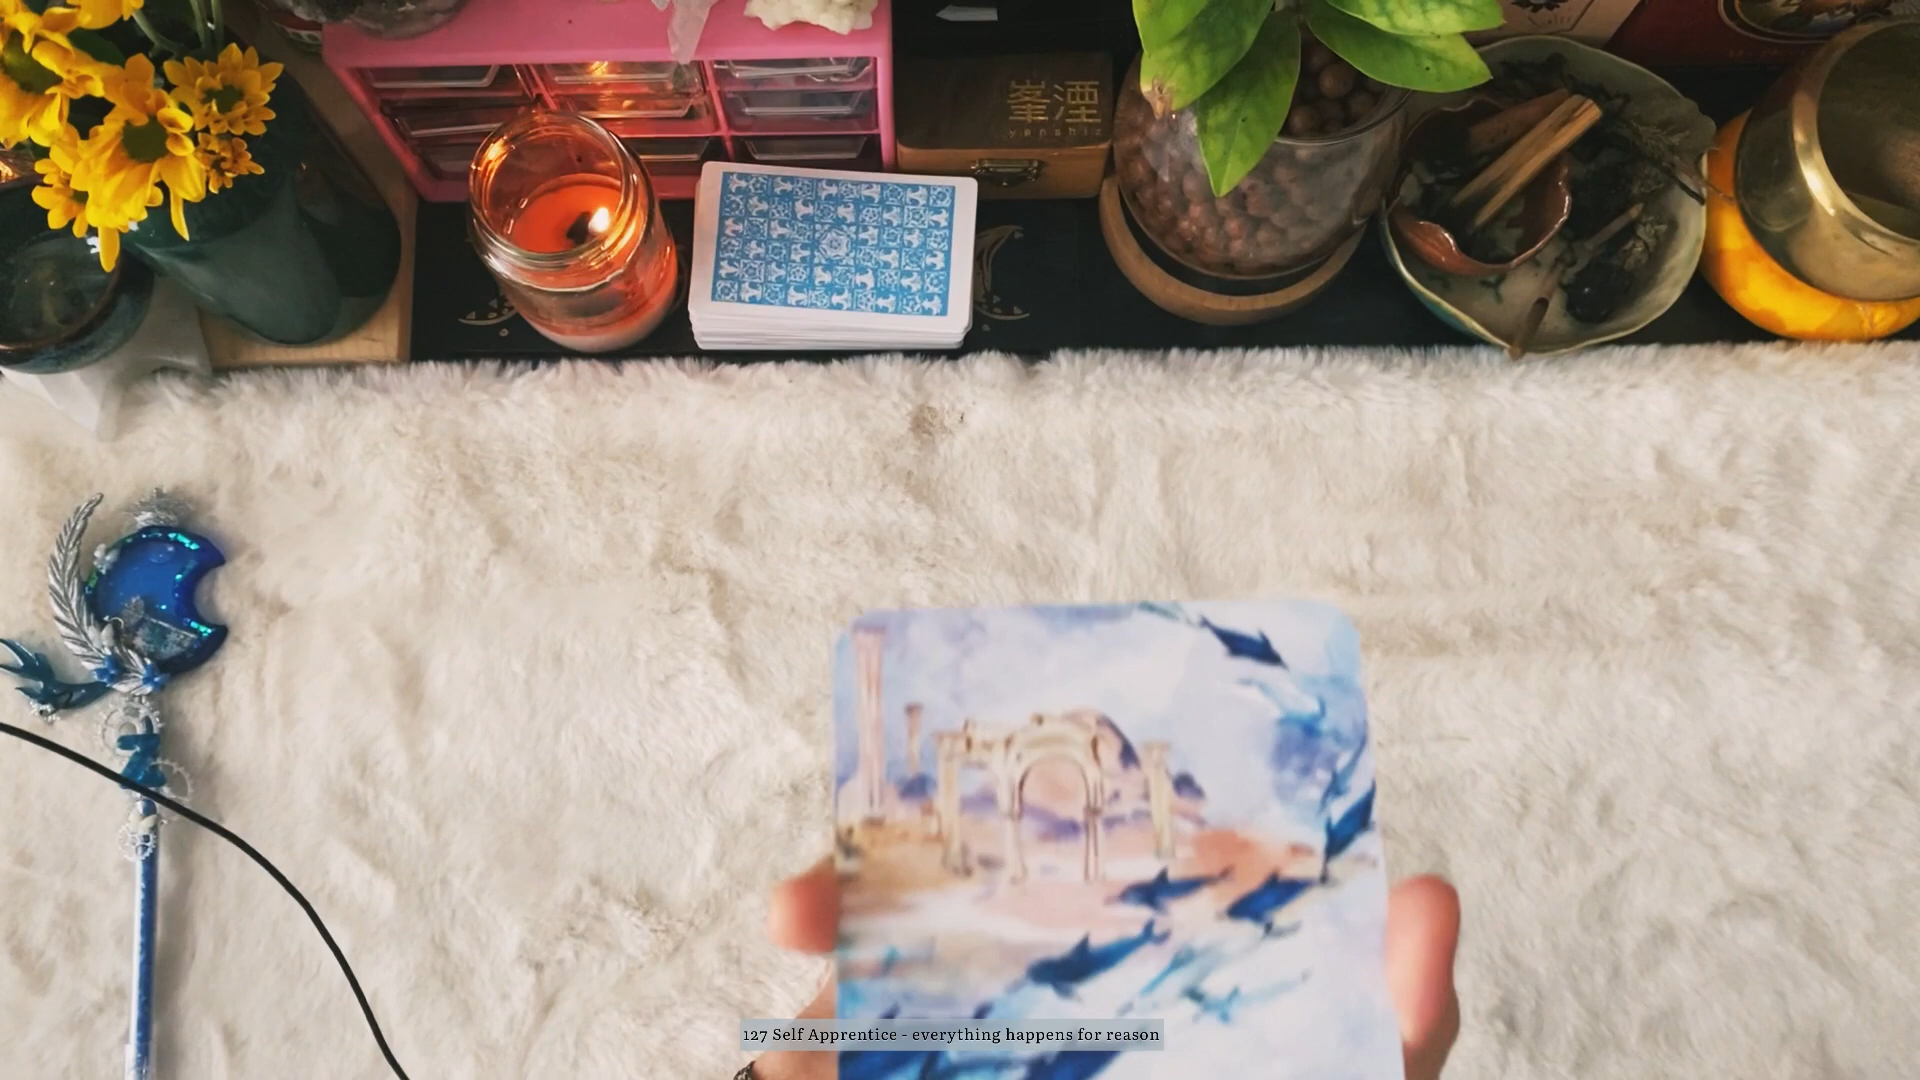 峯湮
yanshiz
127 Self Apprentice - everything happens for reason